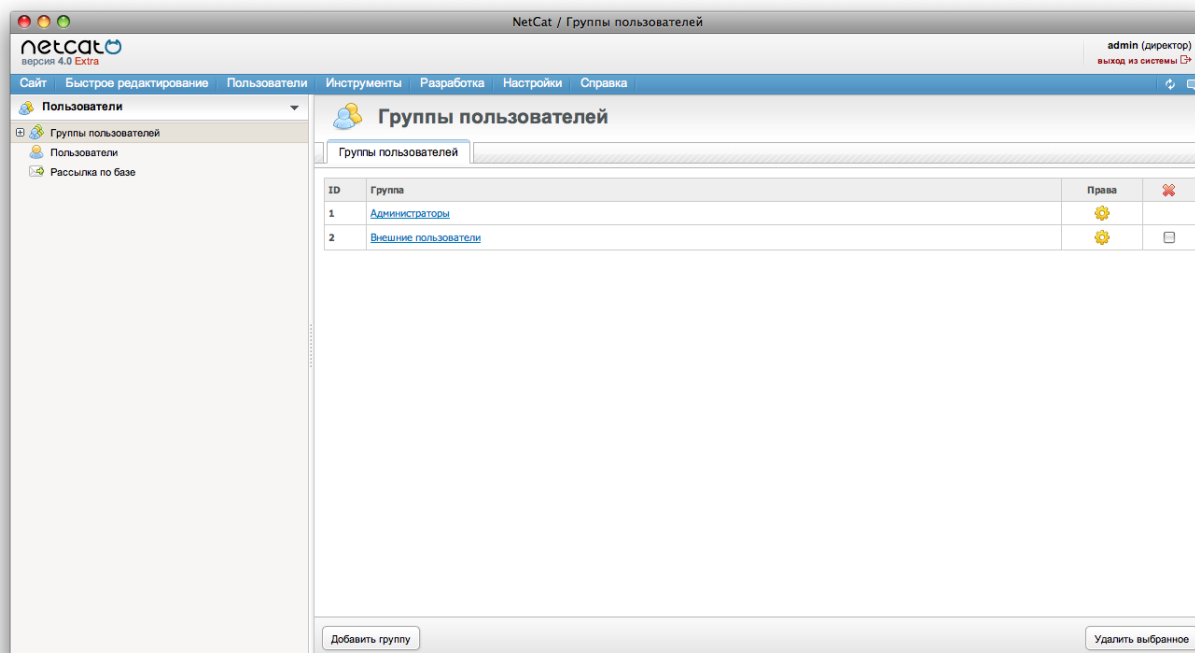 NetCat / Группы пользователей
netcat
версия 4.0 Extra
admin (директор)
выход из системы
Сайт Быстрое редактирование Пользователи Инструменты Разработка Настройки Справка
Пользователи
Группы пользователей
Пользователи
Рассылка по базе
Группы пользователей
Группы пользователей
ID Группа Права
1 Администраторы
2 Внешние пользователи
Добавить группу
Удалить выбранное